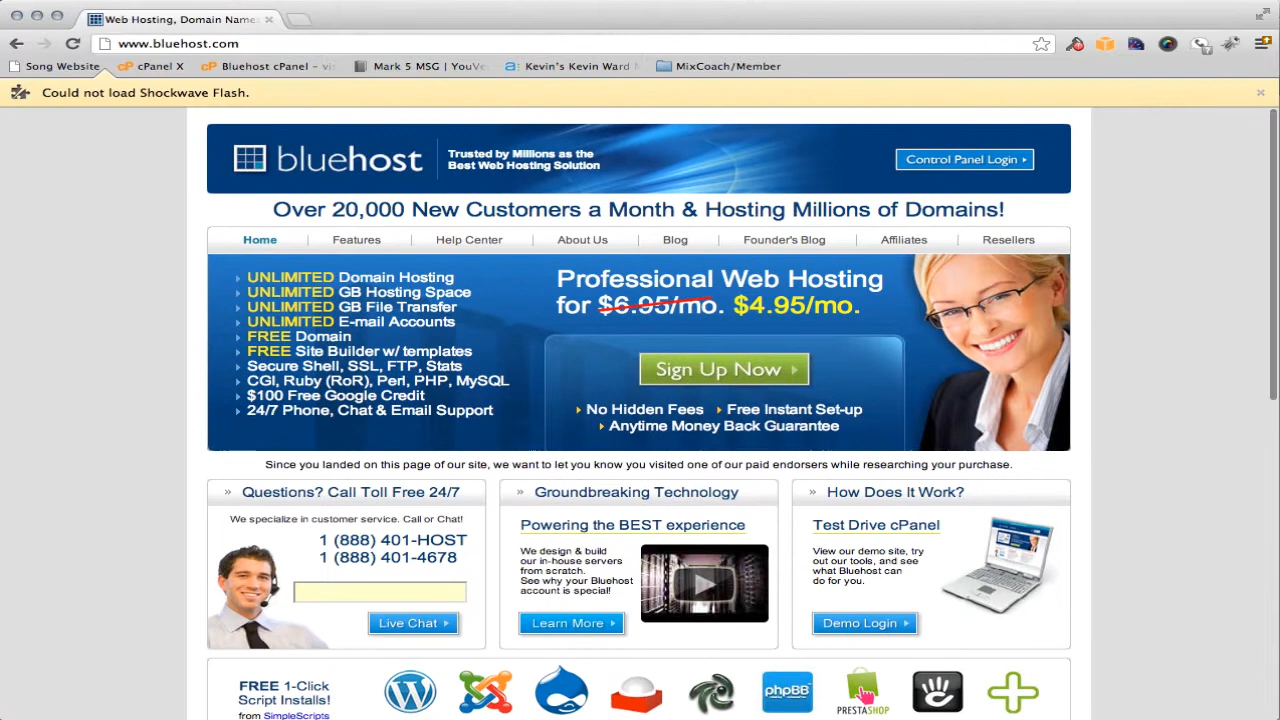 Web Hosting, Domain Name
www.bluehost.com
Song Website
cPanel X
Bluehost cPanel – vi
Mark 5 MSG | YouV
Kevin's Kevin Ward
MixCoach/Member
Could not load Shockwave Flash.
bluehost
Trusted by Millions as the
Best Web Hosting Solution
Control Panel Login
Over 20,000 New Customers a Month & Hosting Millions of Domains!
Home
Features
Help Center
About Us
Blog
Founder's Blog
Affiliates
Resellers
UNLIMITED Domain Hosting
UNLIMITED GB Hosting Space
UNLIMITED GB File Transfer
UNLIMITED E-mail Accounts
FREE Domain
FREE Site Builder w/ templates
Secure Shell, SSL, FTP, Stats
CGI, Ruby (RoR), Perl, PHP, MySQL
$100 Free Google Credit
24/7 Phone, Chat & Email Support
Professional Web Hosting
for $6.95/mo. $4.95/mo.
Sign Up Now
No Hidden Fees
Free Instant Set-up
Anytime Money Back Guarantee
Since you landed on this page of our site, we want to let you know you visited one of our paid endorsers while researching your purchase.
Questions? Call Toll Free 24/7
We specialize in customer service. Call or Chat!
1 (888) 401-HOST
1 (888) 401-4678
Live Chat
Groundbreaking Technology
Powering the BEST experience
We design & build
our in-house servers
from scratch.
See why your Bluehost
account is special!
Learn More
How Does It Work?
Test Drive cPanel
View our demo site, try
out our tools, and see
what Bluehost can
do for you.
Demo Login
FREE 1-Click
Script Installs!
from SimpleScripts
phpBB
PRESTASHOP